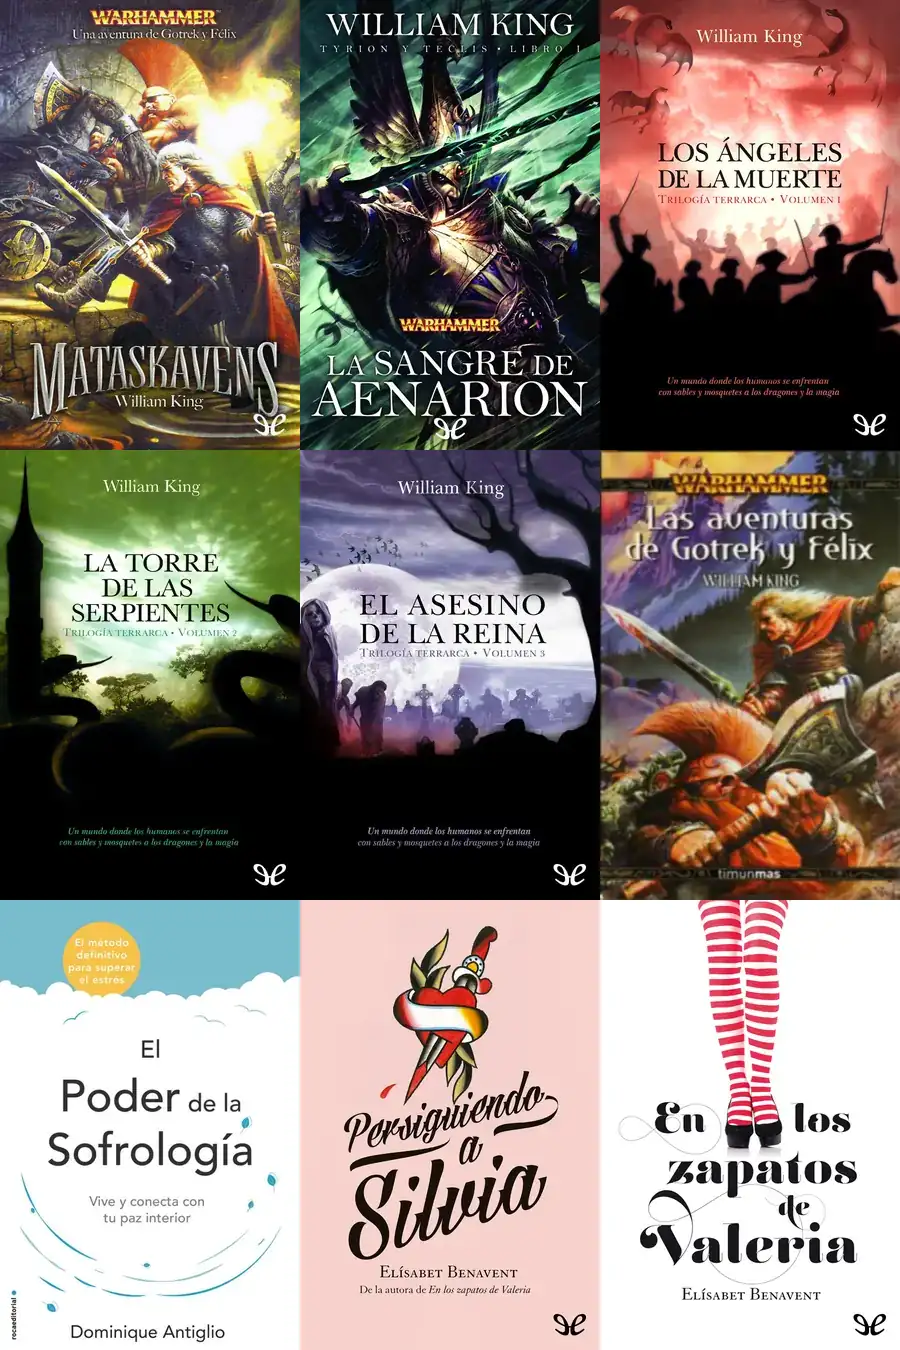 WARHAMMER
Una aventura de Gotrek y Félix
MATASKAVENS
William King
WILLIAM KING
TYRION Y TECLIS • LIBRO I
WARHAMMER
LA SANGRE DE
AENARION
William King
LOS ÁNGELES
DE LA MUERTE
TRILOGÍA TERRARCA • VOLUMEN 1
Un mundo donde los humanos se enfrentan
con sables y mosquetes a los dragones y la magia
William King
LA TORRE
DE LAS
SERPIENTES
TRILOGÍA TERRARCA • VOLUMEN 2
Un mundo donde los humanos se enfrentan
con sables y mosquetes a los dragones y la magia
William King
EL ASESINO
DE LA REINA
TRILOGÍA TERRARCA • VOLUMEN 3
Un mundo donde los humanos se enfrentan
con sables y mosquetes a los dragones y la magia
WARHAMMER
Las aventuras
de Gotrek y Félix
WILLIAM KING
timunmas
El método
definitivo
para superar
el estrés
El
Poder de la
Sofrología
Vive y conecta con
tu paz interior
rocaeditorial
Dominique Antiglio
Persiguiendo
a
Silvia
ELÍSABET BENAVENT
De la autora de En los zapatos de Valeria
En los
zapatos
de
Valeria
ELÍSABET BENAVENT